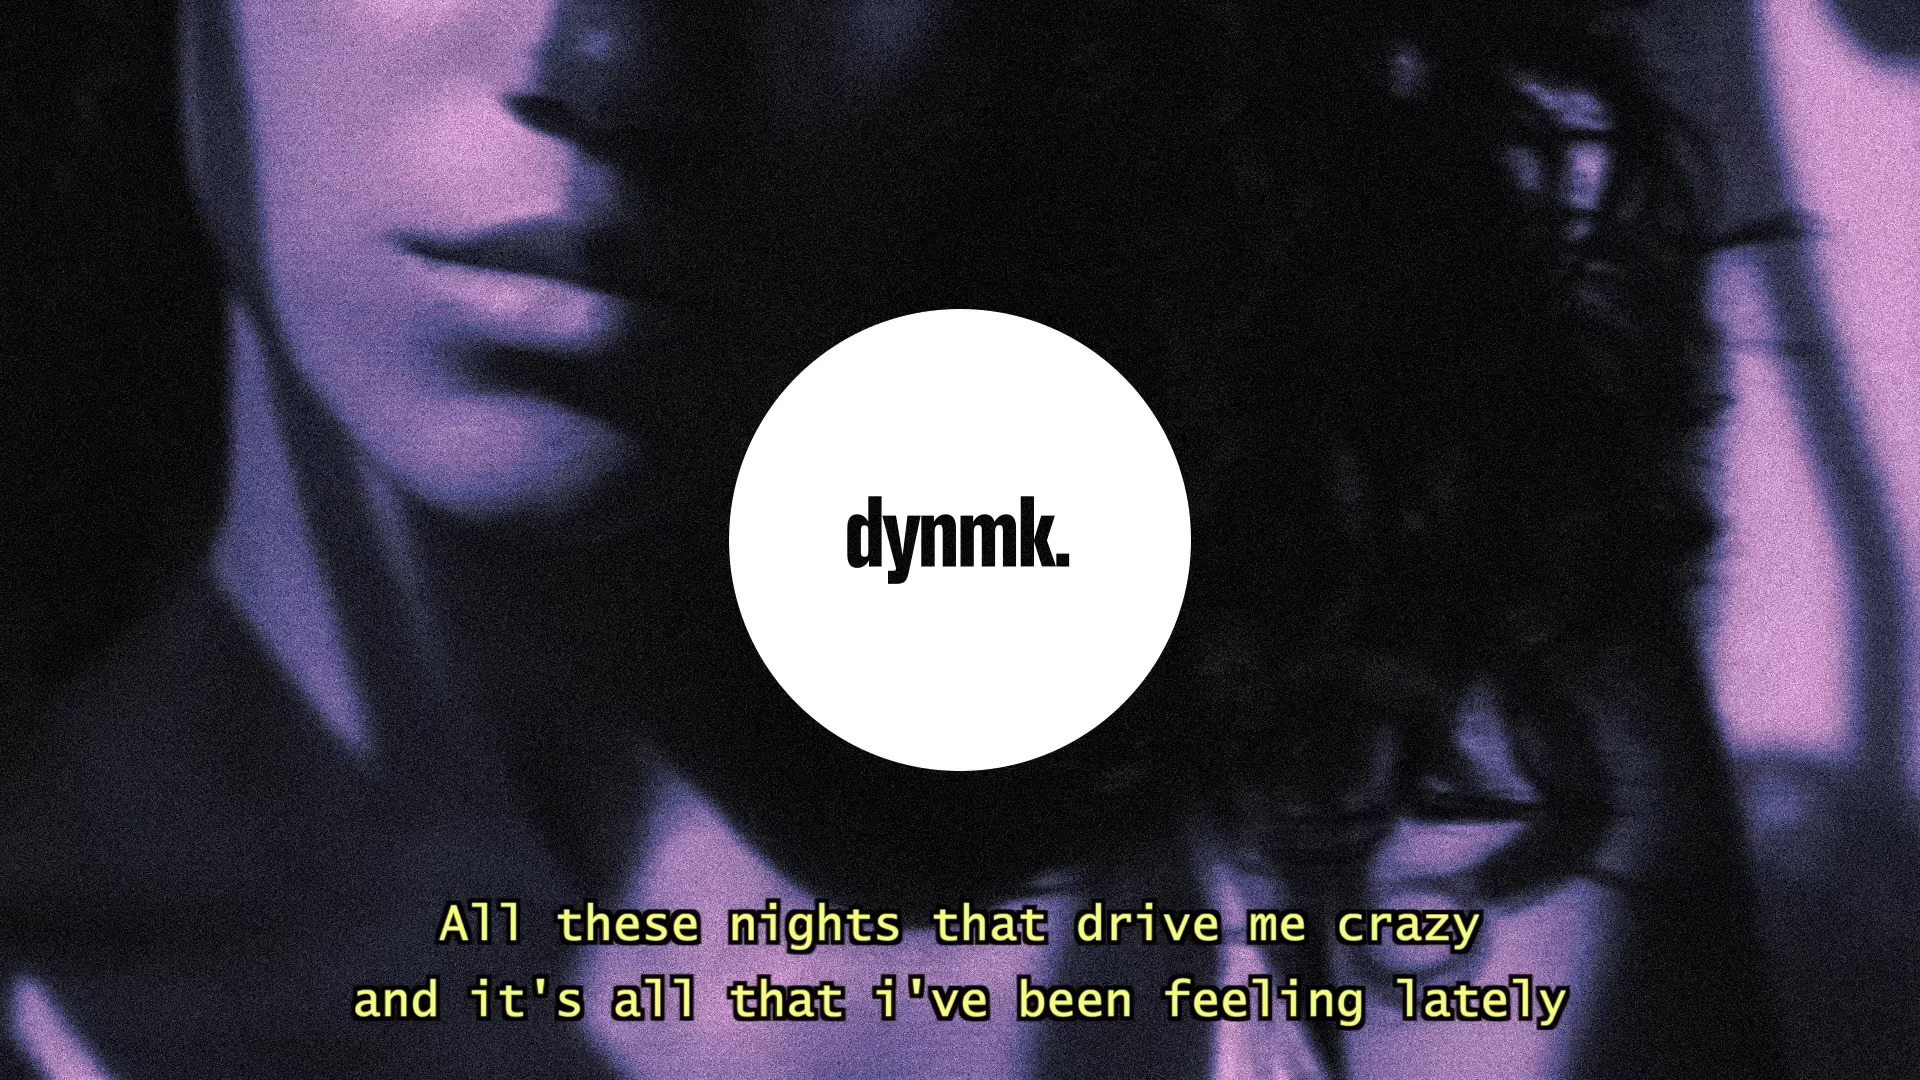 dynmk.
All these nights that drive me crazy
and it's all that i've been feeling lately